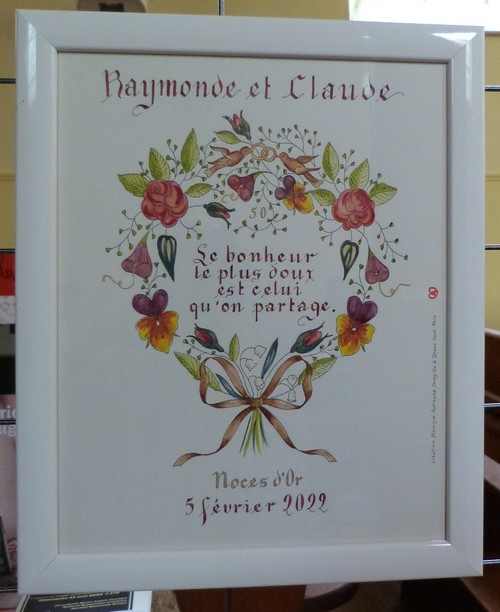 Raymonde et Claude
50
Le bonheur
le plus doux
est celui
qu'on partage.
Noces d'Or
5 février 2022